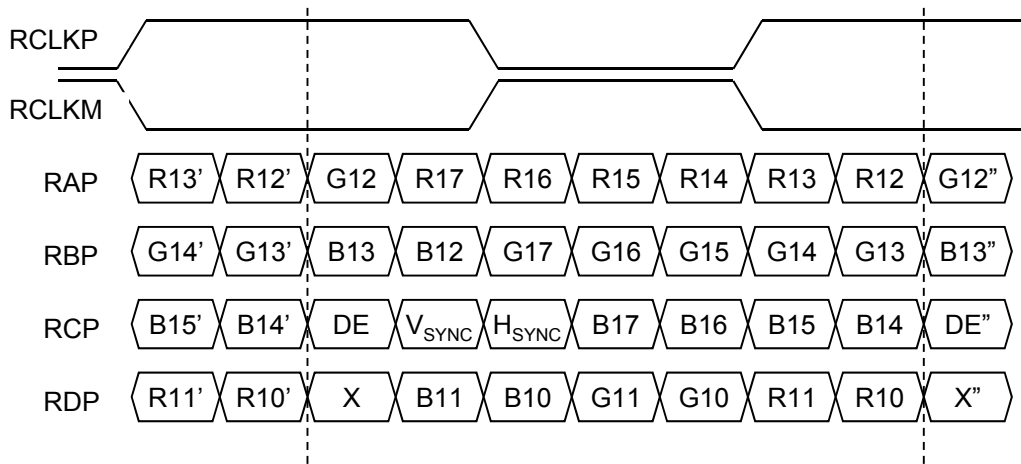 RCLKP
RCLKM
RAP R13’ R12’ G12 R17 R16 R15 R14 R13 R12 G12”
RBP G14’ G13’ B13 B12 G17 G16 G15 G14 G13 B13”
RCP B15’ B14’ DE VSYNC HSYNC B17 B16 B15 B14 DE”
RDP R11’ R10’ X B11 B10 G11 G10 R11 R10 X”